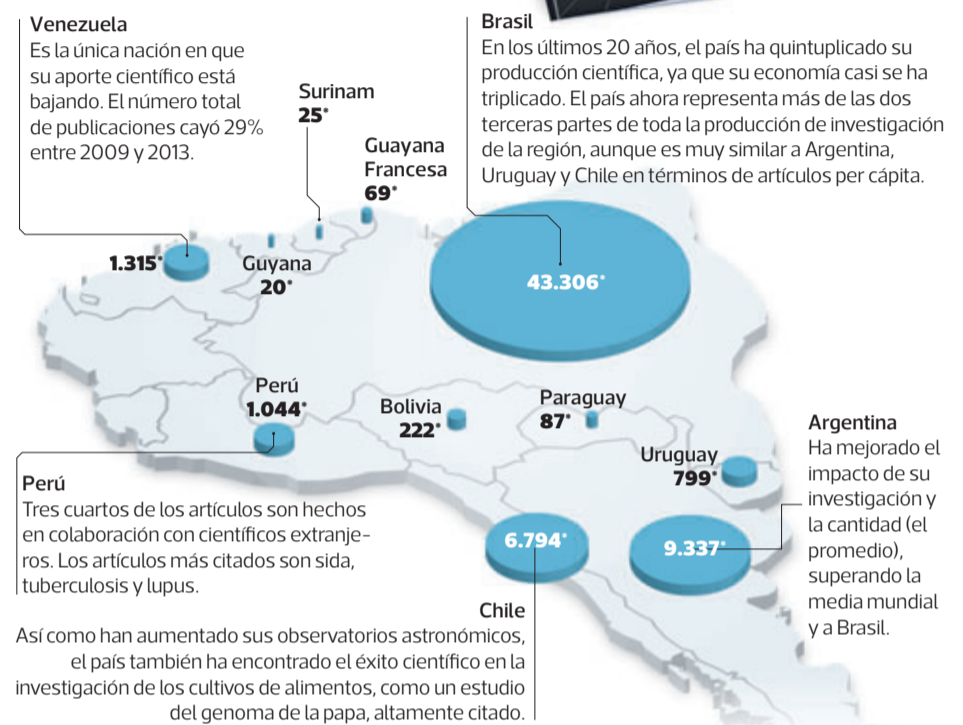 Venezuela
Es la única nación en que
su aporte científico está
bajando. El número total
de publicaciones cayó 29%
entre 2009 y 2013.
Surinam
25*
Guayana
Francesa
69*
Brasil
En los últimos 20 años, el país ha quintuplicado su
producción científica, ya que su economía casi se ha
triplicado. El país ahora representa más de las dos
terceras partes de toda la producción de investigación
de la región, aunque es muy similar a Argentina,
Uruguay y Chile en términos de artículos per cápita.
1.315*
Guyana
20*
43.306*
Perú
1.044*
Bolivia
222*
Paraguay
87*
Uruguay
799*
Argentina
Ha mejorado el
impacto de su
investigación y
la cantidad (el
promedio),
superando la
media mundial
y a Brasil.
Perú
Tres cuartos de los artículos son hechos
en colaboración con científicos extranje-
ros. Los artículos más citados son sida,
tuberculosis y lupus.
6.794*
9.337*
Chile
Así como han aumentado sus observatorios astronómicos,
el país también ha encontrado el éxito científico en la
investigación de los cultivos de alimentos, como un estudio
del genoma de la papa, altamente citado.